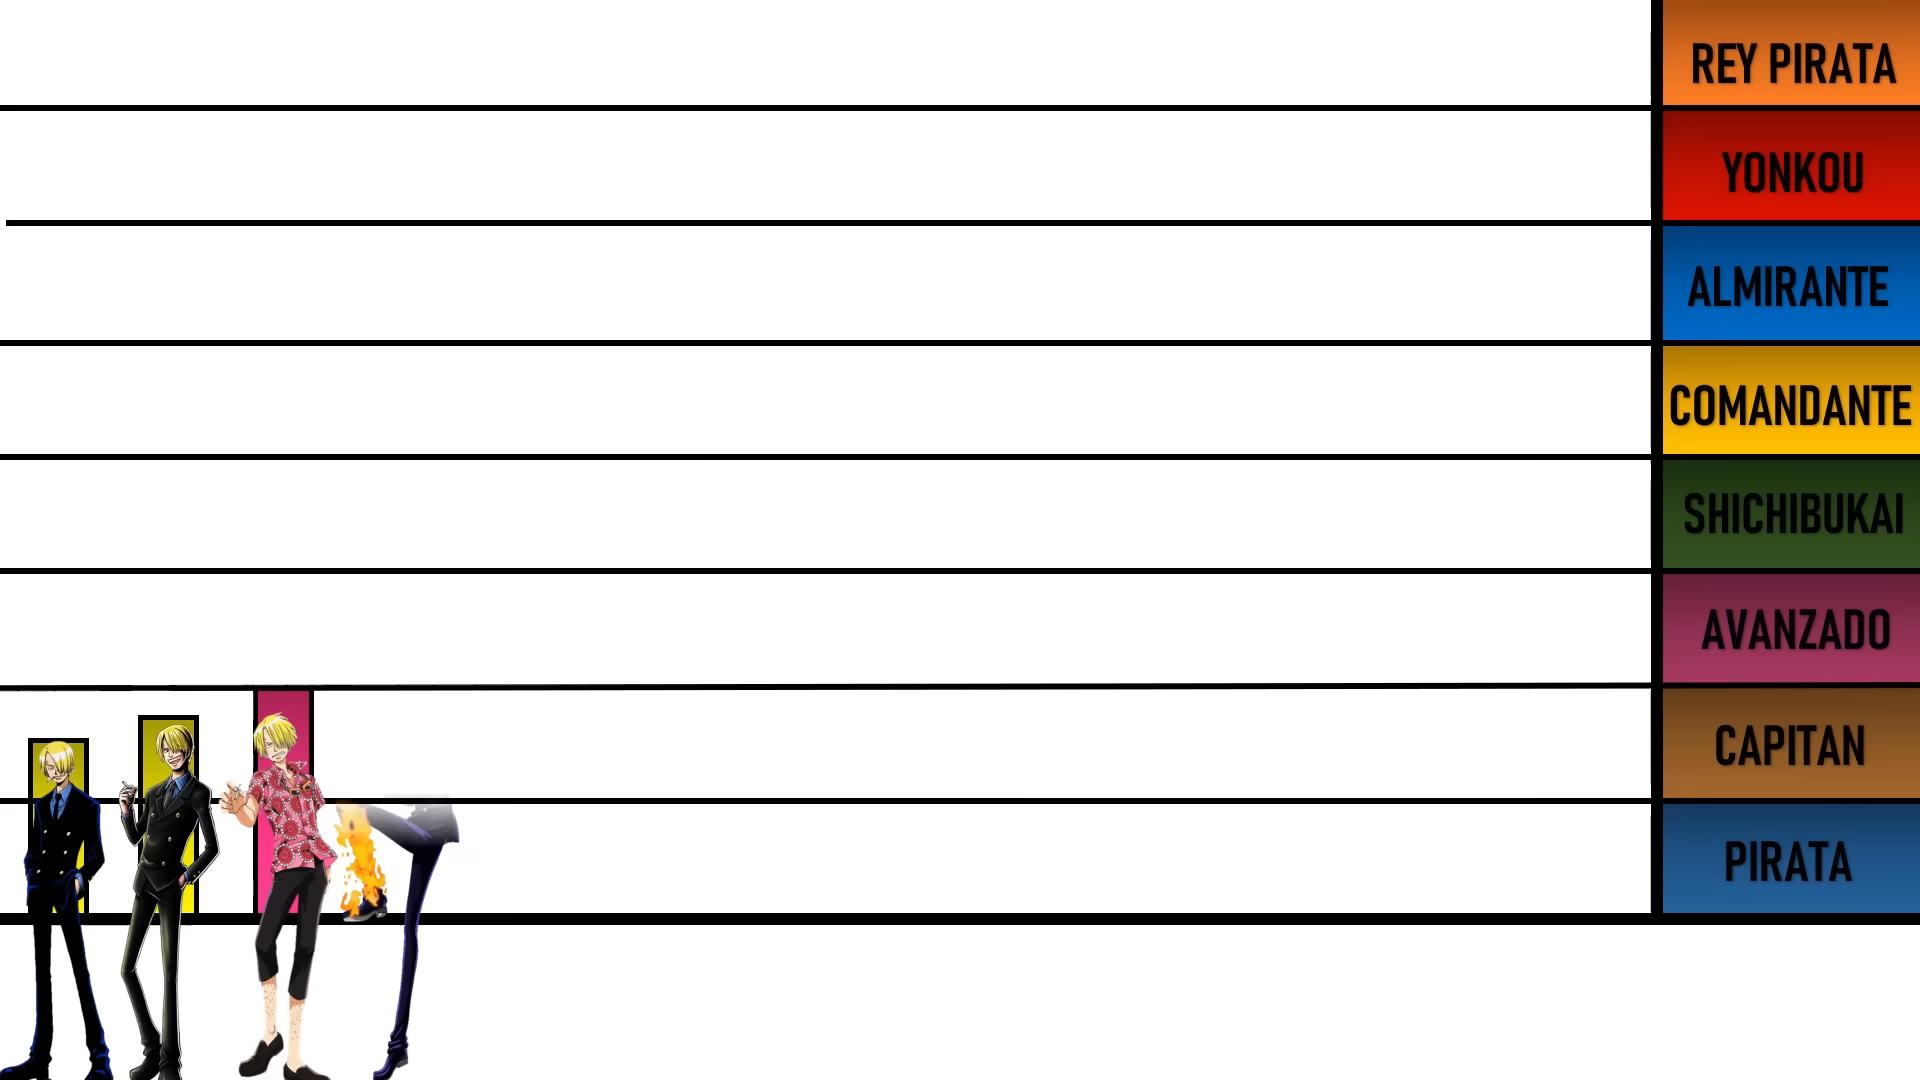 REY PIRATA
YONKOU
ALMIRANTE
COMANDANTE
SHICHIBUKAI
AVANZADO
CAPITAN
PIRATA